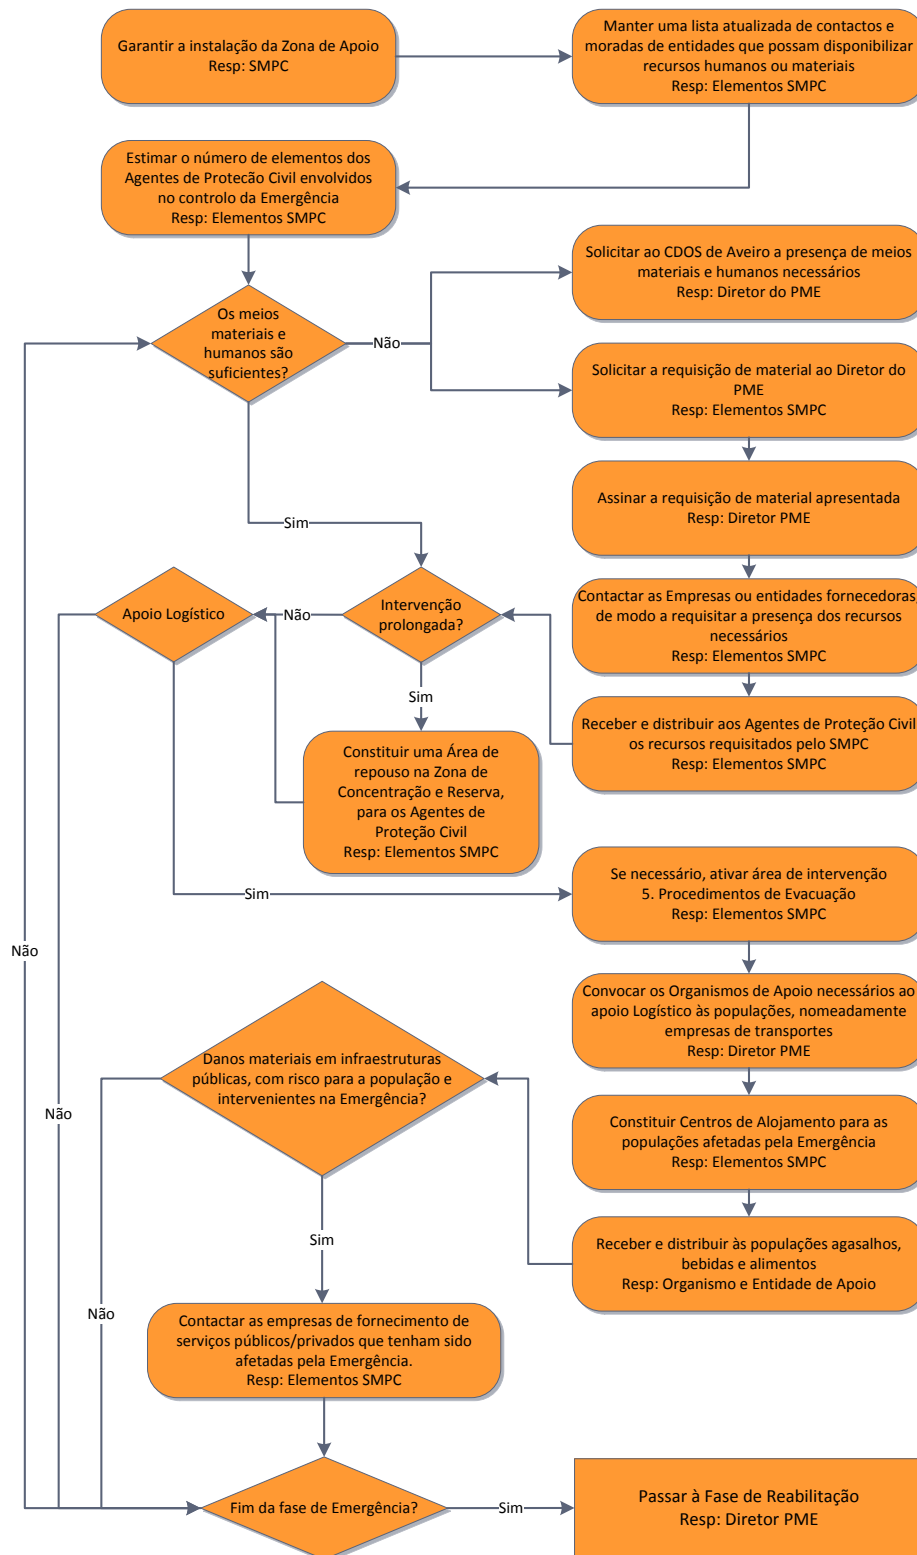 Garantir a instalação da Zona de Apoio
Resp: SMPC
Manter uma lista atualizada de contactos e
moradas de entidades que possam disponibilizar
recursos humanos ou materiais
Resp: Elementos SMPC
Estimar o número de elementos dos
Agentes de Protecão Civil envolvidos
no controlo da Emergência
Resp: Elementos SMPC
Solicitar ao CDOS de Aveiro a presença de meios
materiais e humanos necessários
Resp: Diretor do PME
Os meios
materiais e
humanos são
suficientes?
Não
Solicitar a requisição de material ao Diretor do
PME
Resp: Elementos SMPC
Assinar a requisição de material apresentada
Resp: Diretor PME
Sim
Contactar as Empresas ou entidades fornecedoras,
de modo a requisitar a presença dos recursos
necessários
Resp: Elementos SMPC
Apoio Logístico
Não
Intervenção
prolongada?
Sim
Receber e distribuir aos Agentes de Proteção Civil
os recursos requisitados pelo SMPC
Resp: Elementos SMPC
Constituir uma Área de
repouso na Zona de
Concentração e Reserva,
para os Agentes de
Proteção Civil
Resp: Elementos SMPC
Sim
Se necessário, ativar área de intervenção
5. Procedimentos de Evacuação
Resp: Elementos SMPC
Não
Convocar os Organismos de Apoio necessários ao
apoio Logístico às populações, nomeadamente
empresas de transportes
Resp: Diretor PME
Danos materiais em infraestruturas
públicas, com risco para a população e
intervenientes na Emergência?
Não
Constituir Centros de Alojamento para as
populações afetadas pela Emergência
Resp: Elementos SMPC
Sim
Receber e distribuir às populações agasalhos,
bebidas e alimentos
Resp: Organismo e Entidade de Apoio
Não
Contactar as empresas de fornecimento de
serviços públicos/privados que tenham sido
afetadas pela Emergência.
Resp: Elementos SMPC
Fim da fase de Emergência?
Sim
Passar à Fase de Reabilitação
Resp: Diretor PME